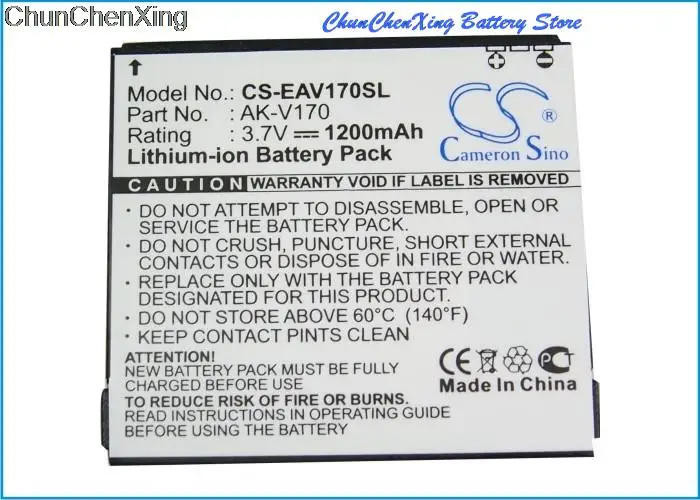 ChunChenXing
ChunChenXing Battery Store
Model No.: CS-EAV170SL
Part No. : AK-V170
Rating : 3.7V 1200mAh
Lithium-ion Battery Pack
CS
®
Cameron Sino
CAUTION WARRANTY VOID IF LABEL IS REMOVED
• DO NOT ATTEMPT TO DISASSEMBLE, OPEN OR
SERVICE THE BATTERY PACK.
• DO NOT CRUSH, PUNCTURE, SHORT EXTERNAL
CONTACTS OR DISPOSE OF IN FIRE OR WATER.
• REPLACE ONLY WITH THE BATTERY PACK
DESIGNATED FOR THIS PRODUCT.
• DO NOT STORE ABOVE 60°C (140°F)
• KEEP CONTACT PINTS CLEAN
ATTENTION!
NEW BATTERY PACK MUST BE FULLY
CHARGED BEFORE USE
TO REDUCE RISK OF FIRE OR BURNS.
READ INSTRUCTIONS IN OPERATING GUIDE
BEFORE USING THE BATTERY
CE
Made In China